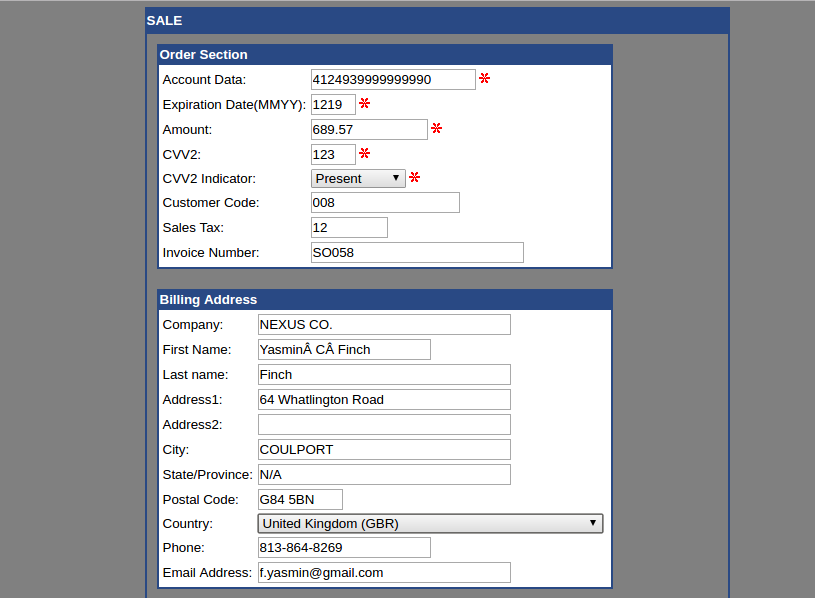 SALE
Order Section
Account Data: 4124939999999990
Expiration Date(MMYY): 1219
Amount: 689.57
CVV2: 123
CVV2 Indicator: Present
Customer Code: 008
Sales Tax: 12
Invoice Number: SO058
Billing Address
Company: NEXUS CO.
First Name: YasminÂ CÂ Finch
Last name: Finch
Address1: 64 Whatlington Road
Address2:
City: COULPORT
State/Province: N/A
Postal Code: G84 5BN
Country: United Kingdom (GBR)
Phone: 813-864-8269
Email Address: f.yasmin@gmail.com